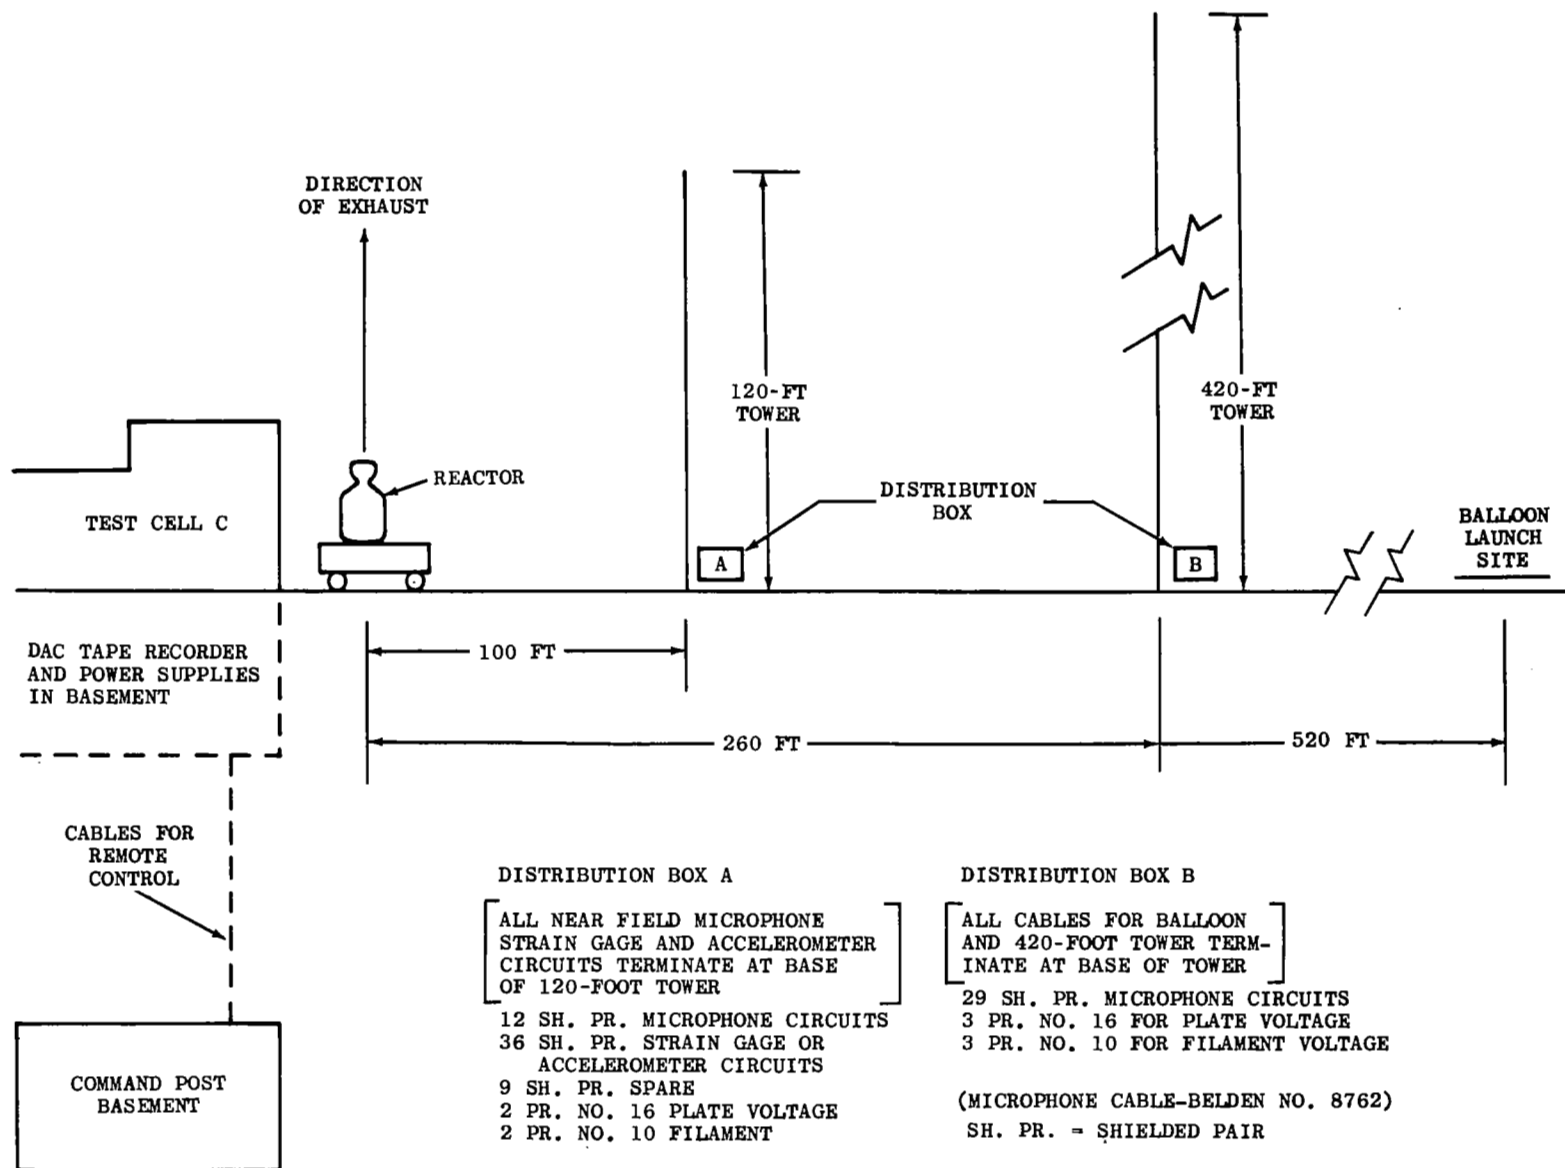 DIRECTION
OF EXHAUST
120-FT
TOWER
420-FT
TOWER
REACTOR
TEST CELL C
DISTRIBUTION
BOX
A
B
BALLOON
LAUNCH
SITE
DAC TAPE RECORDER
AND POWER SUPPLIES
IN BASEMENT
100 FT
260 FT
520 FT
CABLES FOR
REMOTE
CONTROL
COMMAND POST
BASEMENT
DISTRIBUTION BOX A
ALL NEAR FIELD MICROPHONE
STRAIN GAGE AND ACCELEROMETER
CIRCUITS TERMINATE AT BASE
OF 120-FOOT TOWER
12 SH. PR. MICROPHONE CIRCUITS
36 SH. PR. STRAIN GAGE OR
ACCELEROMETER CIRCUITS
9 SH. PR. SPARE
2 PR. NO. 16 PLATE VOLTAGE
2 PR. NO. 10 FILAMENT
DISTRIBUTION BOX B
ALL CABLES FOR BALLOON
AND 420-FOOT TOWER TERM-
INATE AT BASE OF TOWER
29 SH. PR. MICROPHONE CIRCUITS
3 PR. NO. 16 FOR PLATE VOLTAGE
3 PR. NO. 10 FOR FILAMENT VOLTAGE
(MICROPHONE CABLE-BELDEN NO. 8762)
SH. PR. = SHIELDED PAIR